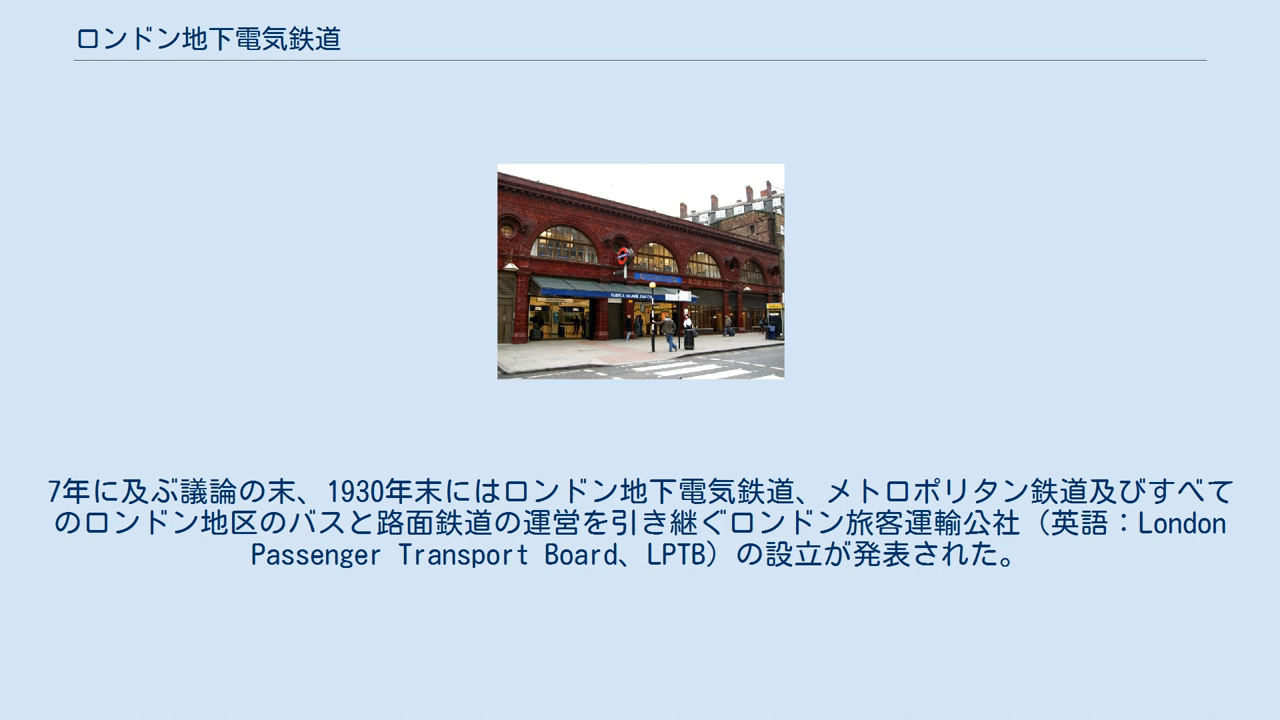 ロンドン地下電気鉄道
7年に及ぶ議論の末、1930年末にはロンドン地下電気鉄道、メトロポリタン鉄道及びすべて
のロンドン地区のバスと路面鉄道の運営を引き継ぐロンドン旅客運輸公社（英語：London
Passenger Transport Board、LPTB）の設立が発表された。